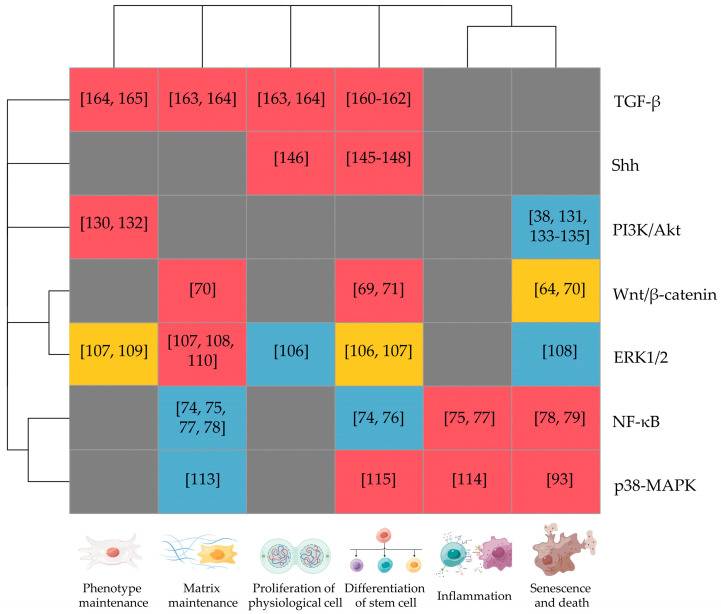 [164, 165] [163, 164] [163, 164] [160-162] TGF-β
[146] [145-148] Shh
[130, 132] [38, 131,
133-135] PI3K/Akt
[70] [69, 71] [64, 70] Wnt/β-catenin
[107, 109] [107, 108,
110] [106] [106, 107] [108] ERK1/2
[74, 75,
77, 78] [74, 76] [75, 77] [78, 79] NF-κB
[113] [115] [114] [93] p38-MAPK
Phenotype
maintenance
Matrix
maintenance
Proliferation of
physiological cell
Differentiation
of stem cell
Inflammation
Senescence
and death